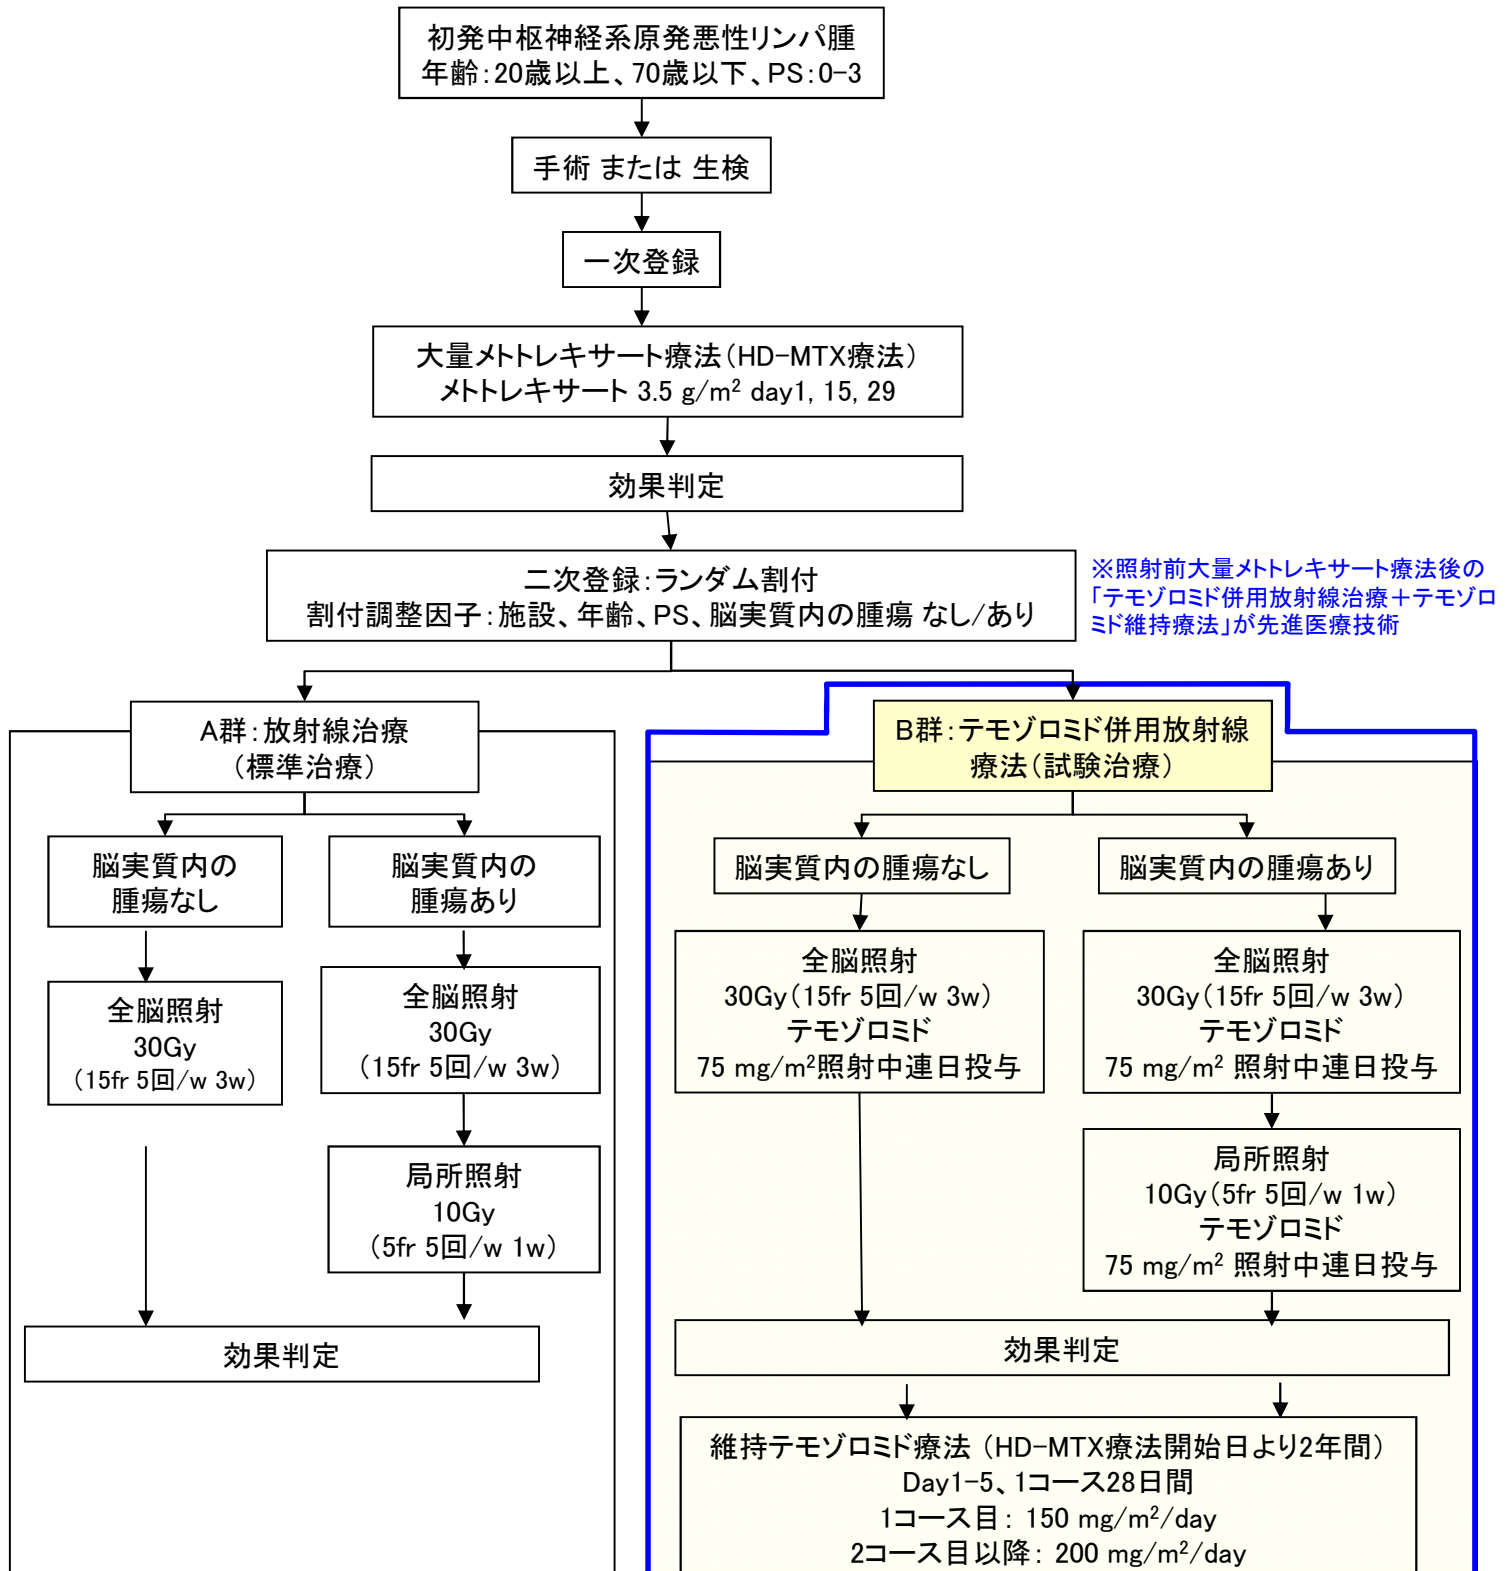 初発中枢神経系原発悪性リンパ腫
年齢：20歳以上、70歳以下、PS：0-3
手術 または 生検
一次登録
大量メトトレキサート療法（HD-MTX療法）
メトトレキサート 3.5 g/m² day1, 15, 29
効果判定
二次登録：ランダム割付
割付調整因子：施設、年齢、PS、脳実質内の腫瘍 なし/あり
※照射前大量メトトレキサート療法後の
「テモゾロミド併用放射線治療＋テモゾロ
ミド維持療法」が先進医療技術
A群：放射線治療
（標準治療）
脳実質内の
腫瘍なし
脳実質内の
腫瘍あり
全脳照射
30Gy
（15fr 5回/w 3w）
全脳照射
30Gy
（15fr 5回/w 3w）
局所照射
10Gy
（5fr 5回/w 1w）
効果判定
B群：テモゾロミド併用放射線
療法（試験治療）
脳実質内の腫瘍なし
脳実質内の腫瘍あり
全脳照射
30Gy（15fr 5回/w 3w）
テモゾロミド
75 mg/m²照射中連日投与
全脳照射
30Gy（15fr 5回/w 3w）
テモゾロミド
75 mg/m² 照射中連日投与
局所照射
10Gy（5fr 5回/w 1w）
テモゾロミド
75 mg/m² 照射中連日投与
効果判定
維持テモゾロミド療法 （HD-MTX療法開始日より2年間）
Day1-5、1コース28日間
1コース目： 150 mg/m²/day
2コース目以降： 200 mg/m²/day